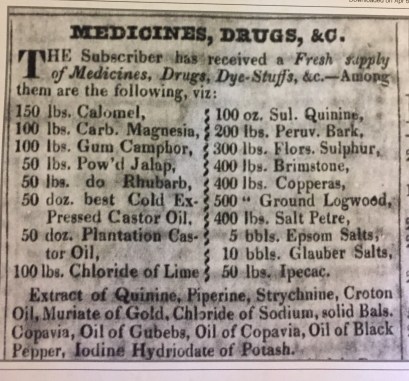 MEDICINES, DRUGS, &C.
THE Subscriber has received a Fresh supply
of Medicines, Drugs, Dye-Stuffs, &c.—Among
them are the following, viz:
150 lbs. Calomel,
100 lbs. Carb. Magnesia,
100 lbs. Gum Camphor,
50 lbs. Pow'd Jalap,
50 lbs. do Rhubarb,
50 doz. best Cold Ex-
Pressed Castor Oil,
50 doz. Plantation Cas-
tor Oil,
100 lbs. Chloride of Lime
100 oz. Sul. Quinine,
200 lbs. Peruv. Bark,
300 lbs. Flors. Sulphur,
400 lbs. Brimstone,
400 lbs. Copperas,
500 " Ground Logwood,
400 lbs. Salt Petre,
5 bbls. Epsom Salts,
10 bbls. Glauber Salts,
50 lbs. Ipecac.
Extract of Quinine, Piperine, Strychnine, Croton
Oil, Muriate of Gold, Chloride of Sodium, solid Bals.
Copavia, Oil of Gubebs, Oil of Copavia, Oil of Black
Pepper, Iodine Hydriodate of Potash.